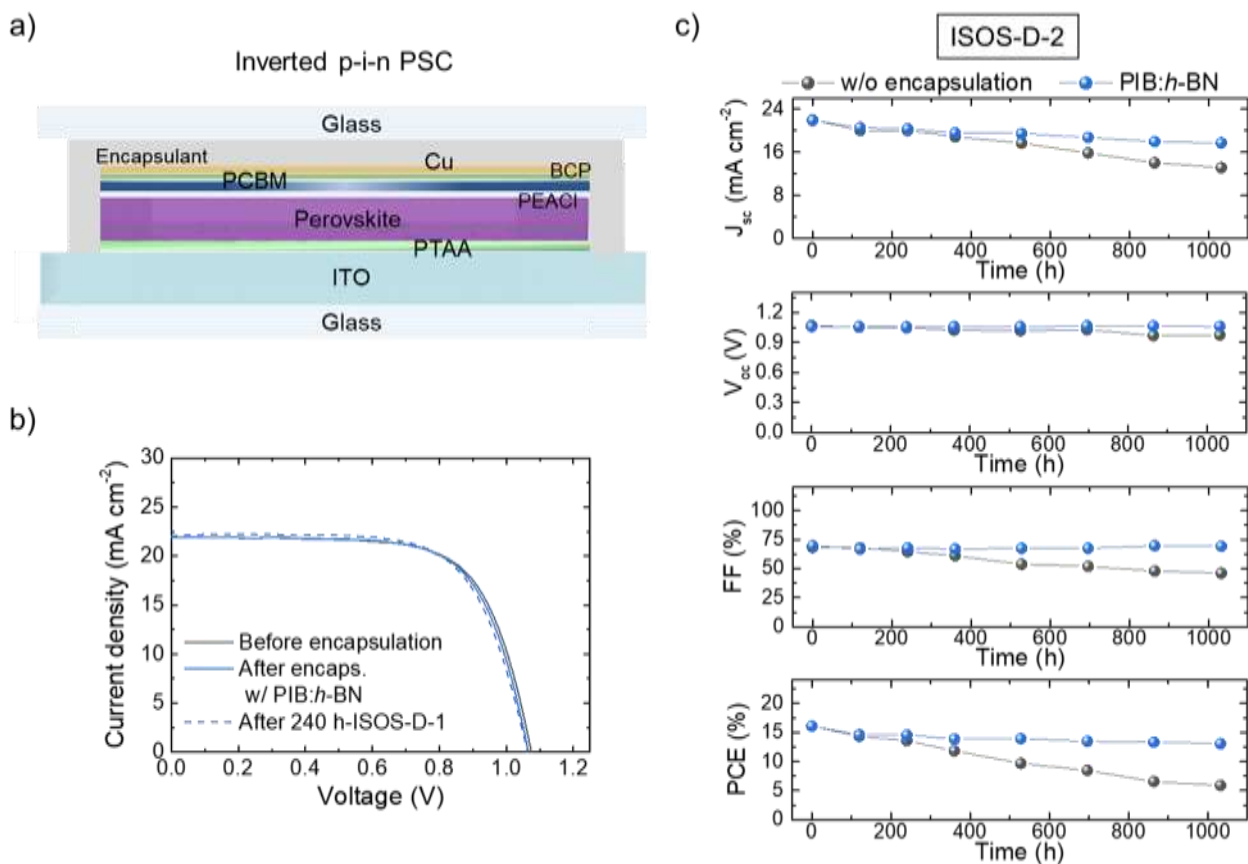 a)
Inverted p-i-n PSC
Glass
Encapsulant
Cu
BCP
PCBM
PEACl
Perovskite
PTAA
ITO
Glass
b)
Current density (mA cm-2)
30
25
20
15
10
5
0
Before encapsulation
After encaps.
w/ PIB:h-BN
After 240 h-ISOS-D-1
0.0 0.2 0.4 0.6 0.8 1.0 1.2
Voltage (V)
c)
ISOS-D-2
w/o encapsulation PIB:h-BN
Jsc (mA cm-2)
24
16
8
0
0 200 400 600 800 1000
Time (h)
Voc (V)
1.2
0.9
0.6
0.3
0.0
0 200 400 600 800 1000
Time (h)
FF (%)
100
75
50
25
0
0 200 400 600 800 1000
Time (h)
PCE (%)
20
15
10
5
0
0 200 400 600 800 1000
Time (h)